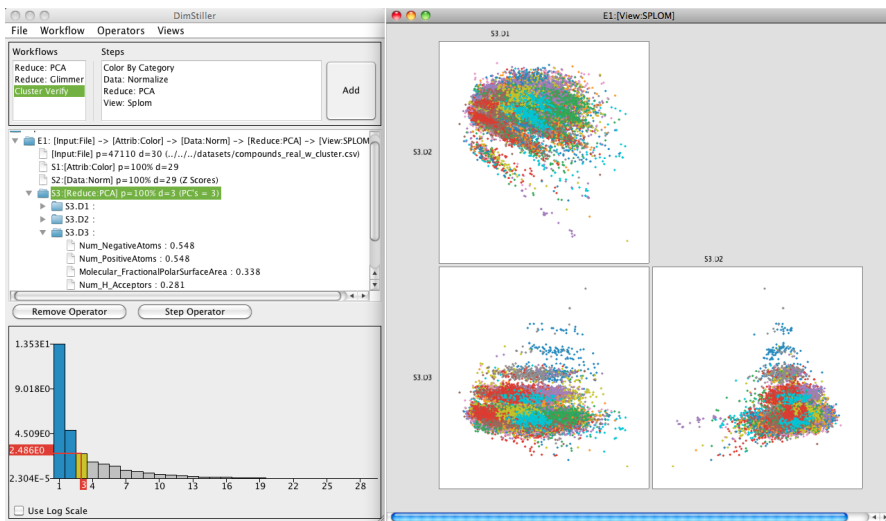 DimStiller
File Workflow Operators Views
Workflows
Steps
Reduce: PCA
Reduce: Glimmer
Cluster Verify
Color By Category
Data: Normalize
Reduce: PCA
View: Splom
Add
E1: [Input:File] -> [Attrib:Color] -> [Data:Norm] -> [Reduce:PCA] -> [View:SPLOM
[Input:File] p=47110 d=30 (../../../datasets/compounds_real_w_cluster.csv)
S1:[Attrib:Color] p=100% d=29
S2:[Data:Norm] p=100% d=29 (Z Scores)
S3:[Reduce:PCA] p=100% d=3 (PC's = 3)
S3.D1 :
S3.D2 :
S3.D3 :
Num_NegativeAtoms : 0.548
Num_PositiveAtoms : 0.548
Molecular_FractionalPolarSurfaceArea : 0.338
Num_H_Acceptors : 0.281
Remove Operator
Step Operator
1.353E1
9.018E0
4.509E0
2.486E0
2.304E-5
1 3 4 7 10 13 16 19 22 25 28
Use Log Scale
E1:[View:SPLOM]
S3.D1
S3.D2
S3.D2
S3.D3